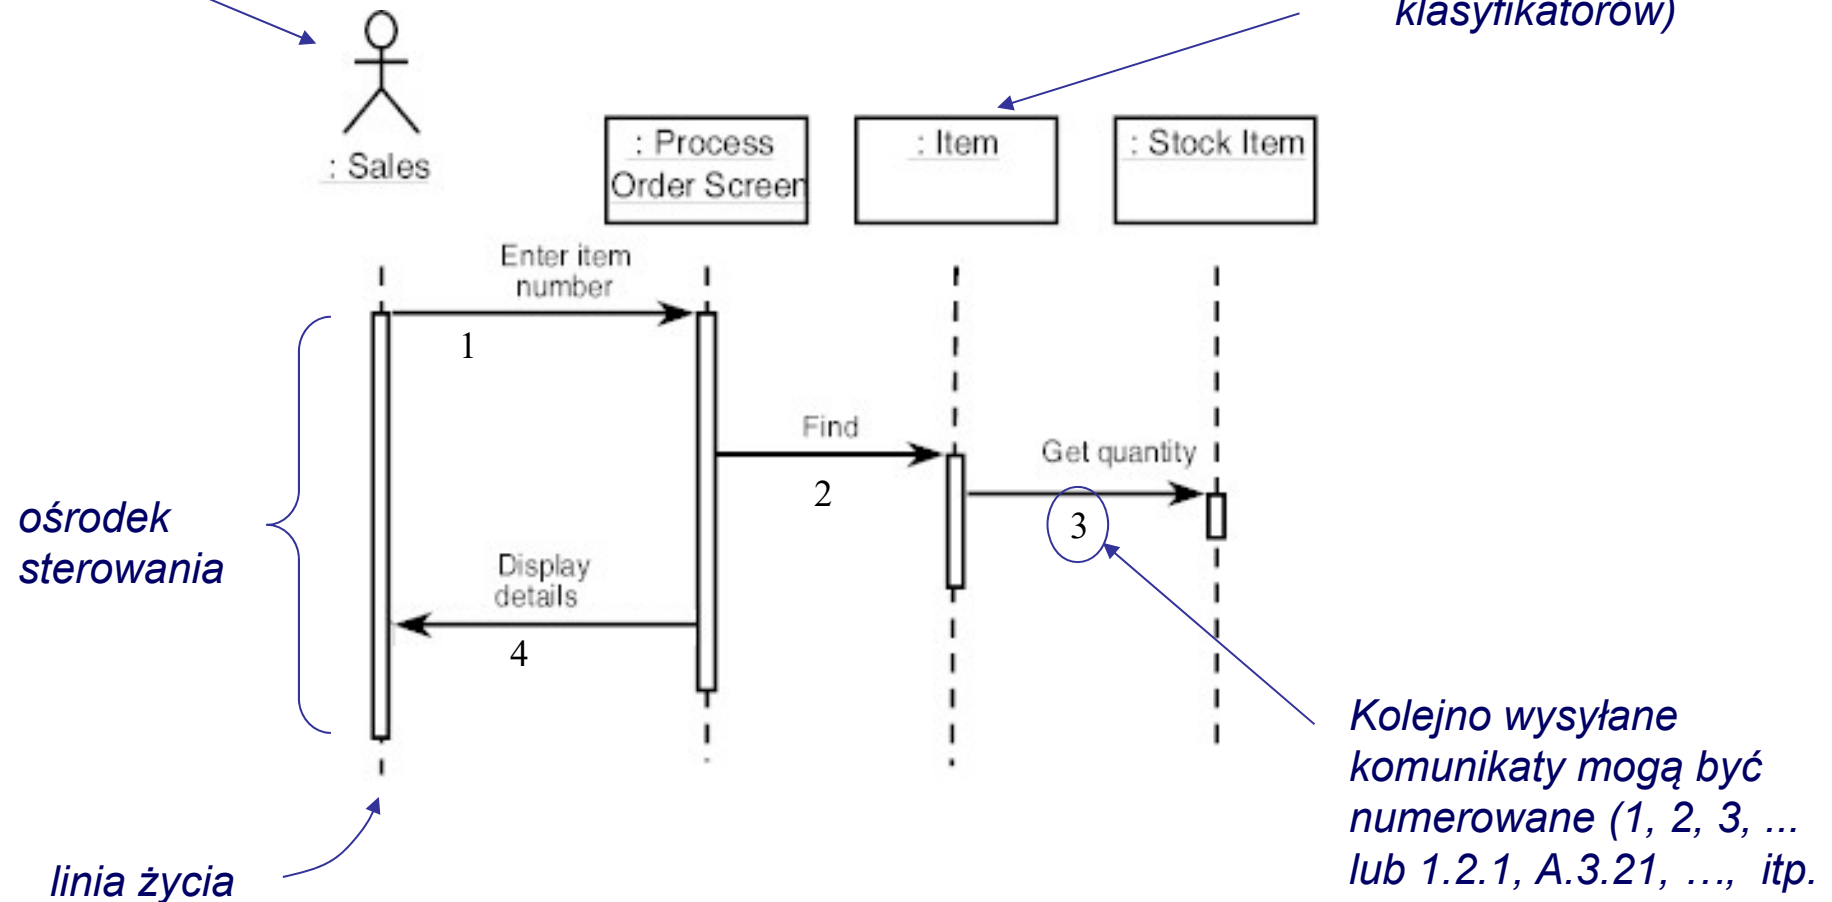 klasyfikatorów)
: Sales
: Process
Order Screen
: Item
: Stock Item
Enter item
number
1
Find
2
Get quantity
3
ośrodek
sterowania
Display
details
4
Kolejno wysyłane
komunikaty mogą być
numerowane (1, 2, 3, ...
lub 1.2.1, A.3.21, …, itp.
linia życia